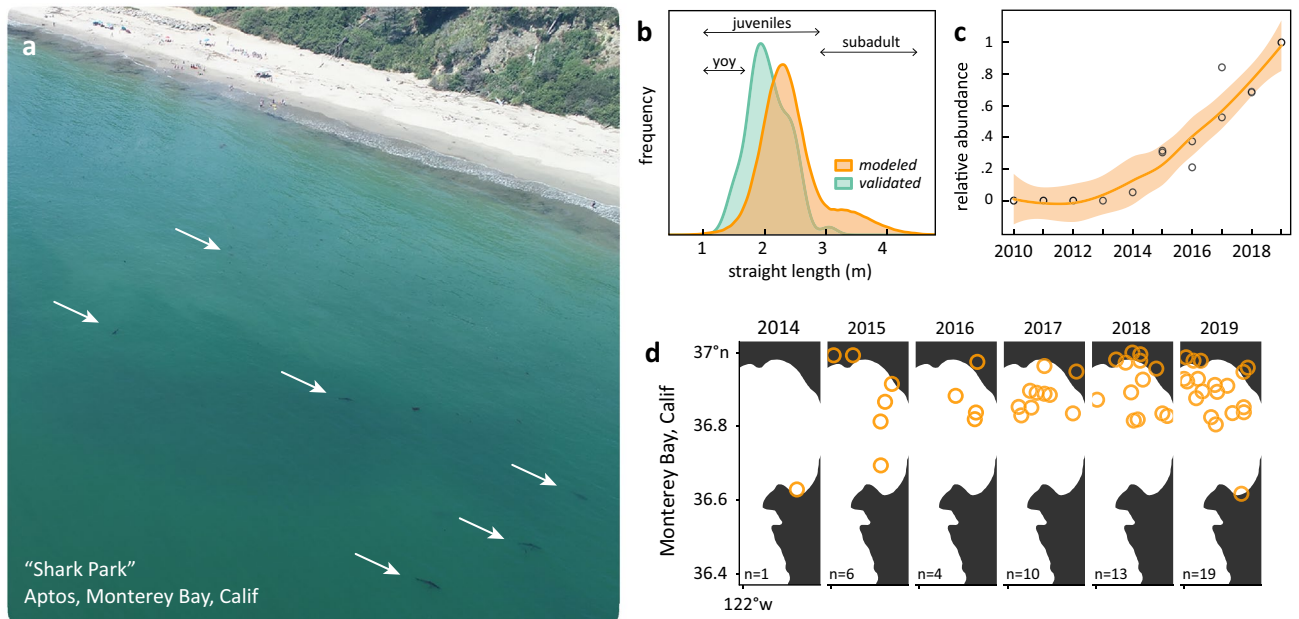 a
"Shark Park"
Aptos, Monterey Bay, Calif
b
juveniles
subadult
yoy
frequency
modeled
validated
1 2 3 4
straight length (m)
c
relative abundance
1
.8
.6
.4
.2
0
2010 2012 2014 2016 2018
d
Monterey Bay, Calif
2014 2015 2016 2017 2018 2019
37°n
36.8
36.6
36.4
n=1 n=6 n=4 n=10 n=13 n=19
122°w